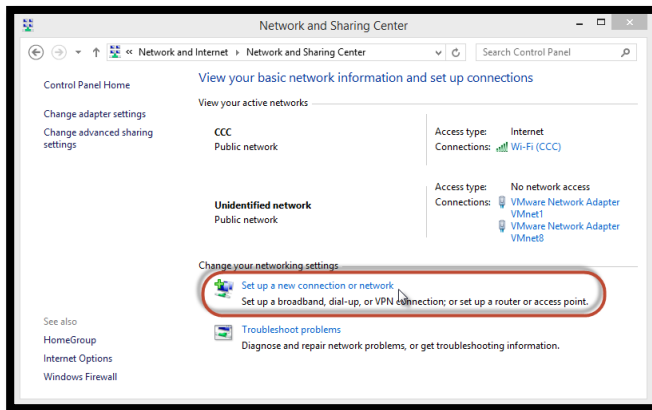 Network and Sharing Center
« Network and Internet ▸ Network and Sharing Center
Search Control Panel
Control Panel Home
Change adapter settings
Change advanced sharing
settings
View your basic network information and set up connections
View your active networks
CCC
Public network
Access type: Internet
Connections: Wi-Fi (CCC)
Unidentified network
Public network
Access type: No network access
Connections: VMware Network Adapter
VMnet1
VMware Network Adapter
VMnet8
Change your networking settings
Set up a new connection or network
Set up a broadband, dial-up, or VPN connection; or set up a router or access point.
Troubleshoot problems
Diagnose and repair network problems, or get troubleshooting information.
See also
HomeGroup
Internet Options
Windows Firewall